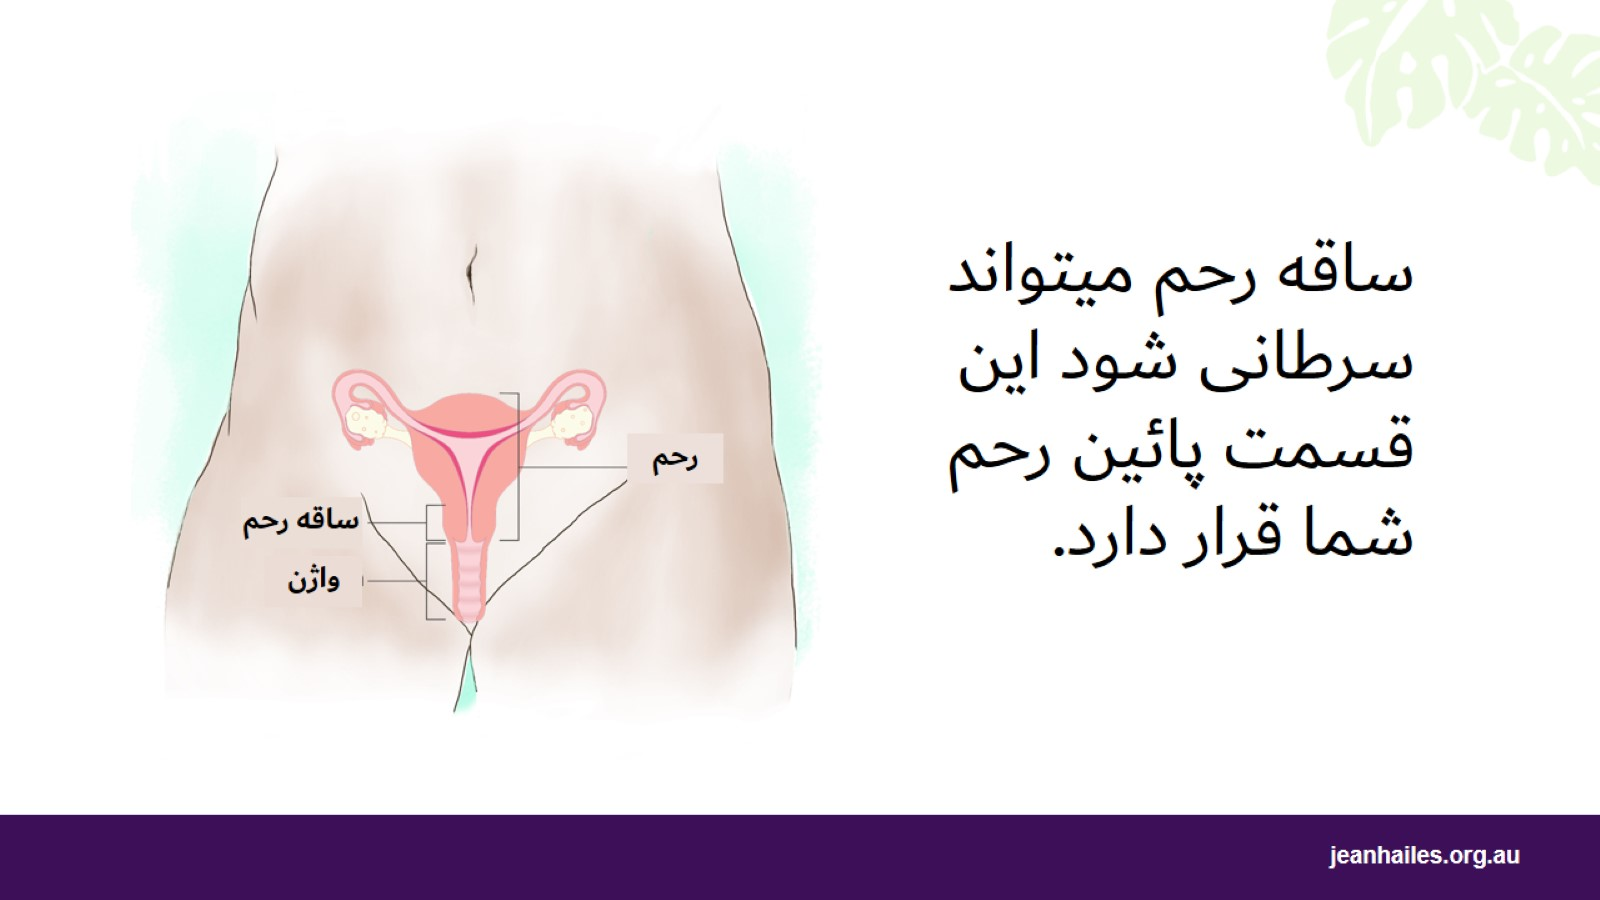 ساقه رحم میتواند
سرطانی شود این
قسمت پائین رحم
شما قرار دارد.
رحم
ساقه رحم
واژن
jeanhailes.org.au